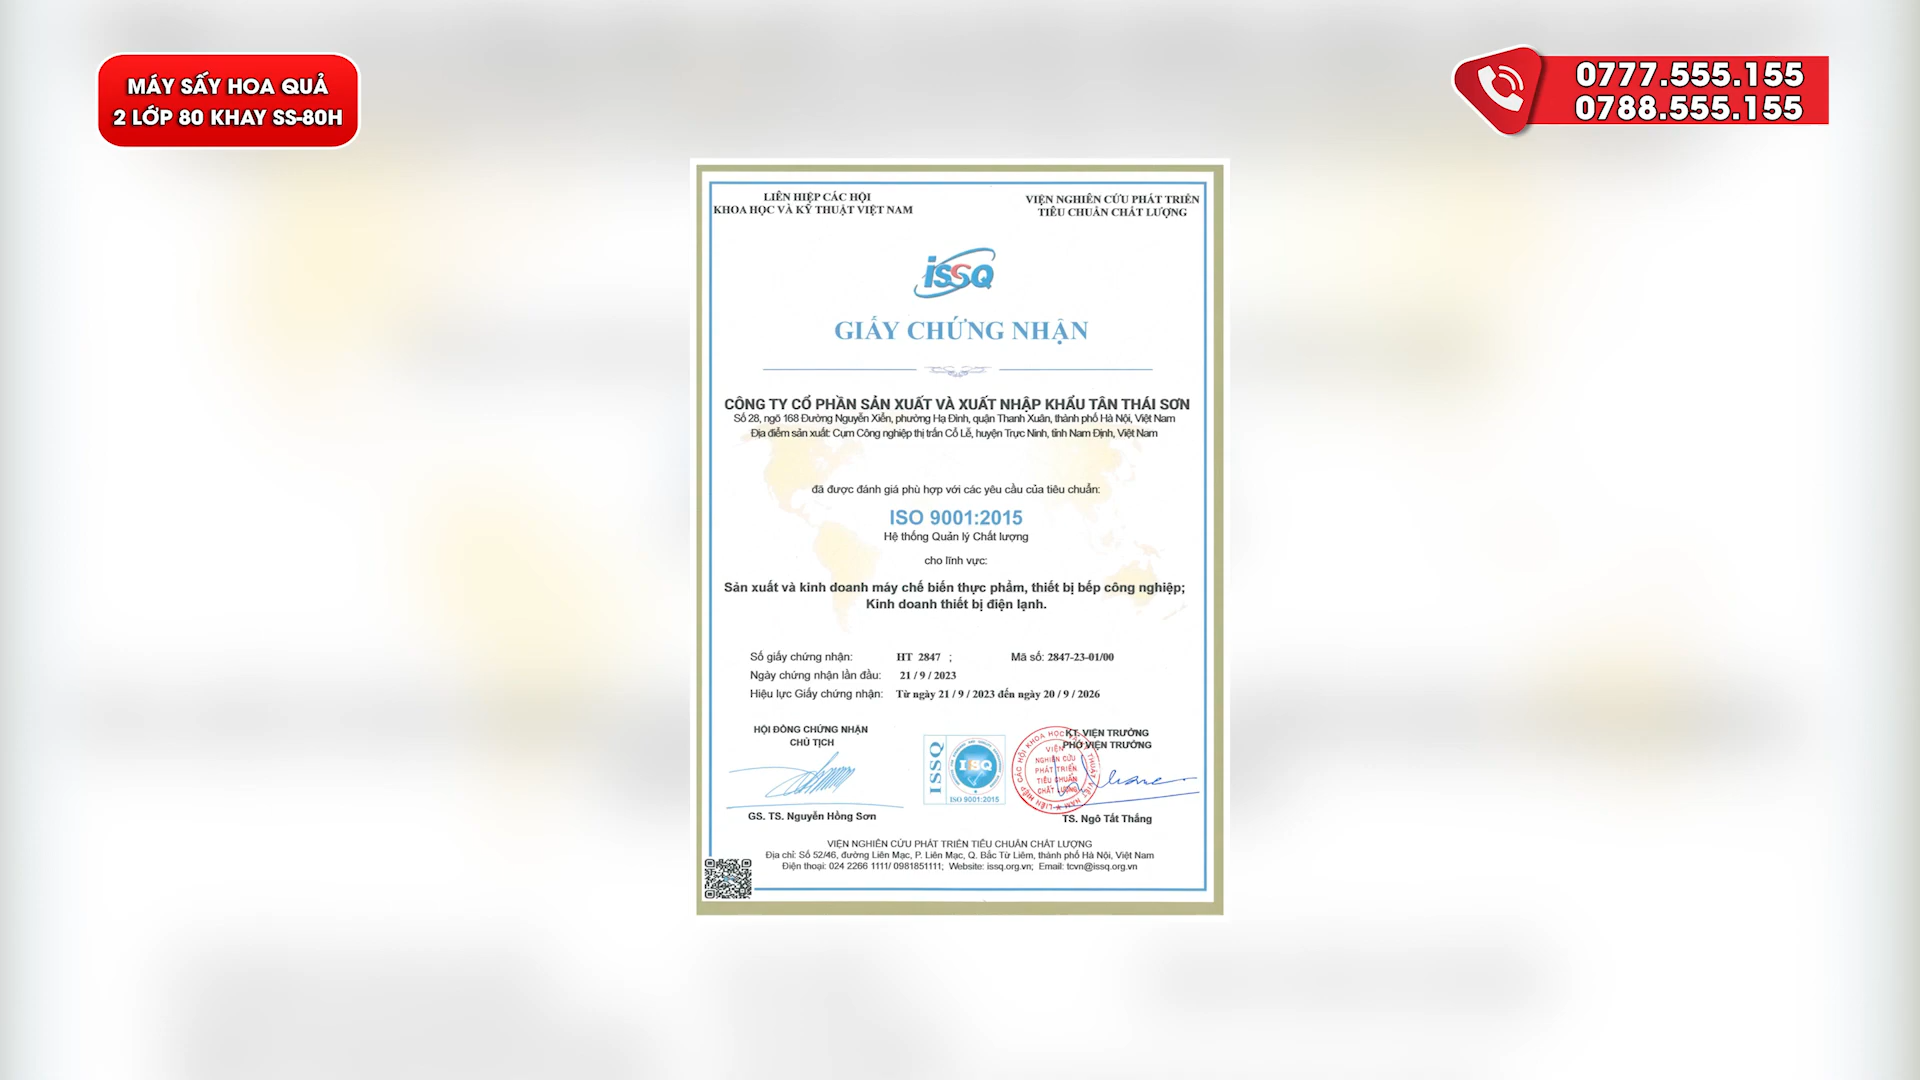 MÁY SẤY HOA QUẢ
2 LỚP 80 KHAY SS-80H
0777.555.155
0788.555.155
LIÊN HIỆP CÁC HỘI
KHOA HỌC VÀ KỸ THUẬT VIỆT NAM
VIỆN NGHIÊN CỨU PHÁT TRIỂN
TIÊU CHUẨN CHẤT LƯỢNG
ISSQ
GIẤY CHỨNG NHẬN
CÔNG TY CỔ PHẦN SẢN XUẤT VÀ XUẤT NHẬP KHẨU TÂN THÁI SƠN
Số 28, ngõ 168 Đường Nguyễn Xiển, phường Hạ Đình, quận Thanh Xuân, thành phố Hà Nội, Việt Nam
Địa điểm sản xuất: Cụm Công nghiệp thị trấn Cổ Lễ, huyện Trực Ninh, tỉnh Nam Định, Việt Nam
đã được đánh giá phù hợp với các yêu cầu của tiêu chuẩn:
ISO 9001:2015
Hệ thống Quản lý Chất lượng
cho lĩnh vực:
Sản xuất và kinh doanh máy chế biến thực phẩm, thiết bị bếp công nghiệp;
Kinh doanh thiết bị điện lạnh.
Số giấy chứng nhận: HT 2847 ; Mã số: 2847-23-01/00
Ngày chứng nhận lần đầu: 21 / 9 / 2023
Hiệu lực Giấy chứng nhận: Từ ngày 21 / 9 / 2023 đến ngày 20 / 9 / 2026
HỘI ĐỒNG CHỨNG NHẬN
CHỦ TỊCH
KT. VIỆN TRƯỞNG
PHÓ VIỆN TRƯỞNG
ISSQ
ISSQ
ISO 9001:2015
VIỆN
NGHIÊN CỨU
PHÁT TRIỂN
TIÊU CHUẨN
CHẤT LƯỢNG
GS. TS. Nguyễn Hồng Sơn
TS. Ngô Tất Thắng
VIỆN NGHIÊN CỨU PHÁT TRIỂN TIÊU CHUẨN CHẤT LƯỢNG
Địa chỉ: Số 52/46, đường Liên Mạc, P. Liên Mạc, Q. Bắc Từ Liêm, thành phố Hà Nội, Việt Nam
Điện thoại: 024 2266 1111/ 0981851111; Website: issq.org.vn; Email: tcvn@issq.org.vn